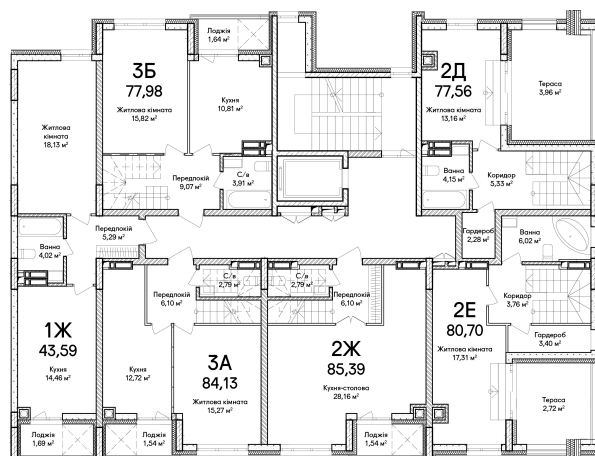 Лоджія
1,64 м²
3Б
77,98
Житлова кімната
15,82 м²
Кухня
10,81 м²
2Д
77,56
Житлова кімната
13,16 м²
Тераса
3,96 м²
Житлова
кімната
18,13 м²
Передпокій
9,07 м²
С/в
3,91 м²
Ванна
4,15 м²
Коридор
5,33 м²
Передпокій
5,29 м²
Ванна
4,02 м²
Гардероб
2,28 м²
Ванна
6,02 м²
С/в
2,79 м²
Передпокій
6,10 м²
С/в
2,79 м²
Передпокій
6,10 м²
Коридор
3,76 м²
1Ж
43,59
Кухня
14,46 м²
Кухня
12,72 м²
3А
84,13
Житлова кімната
15,27 м²
2Ж
85,39
Кухня-столова
28,16 м²
2Е
80,70
Житлова кімната
17,31 м²
Гардероб
3,40 м²
Тераса
2,72 м²
Лоджія
1,69 м²
Лоджія
1,54 м²
Лоджія
1,54 м²